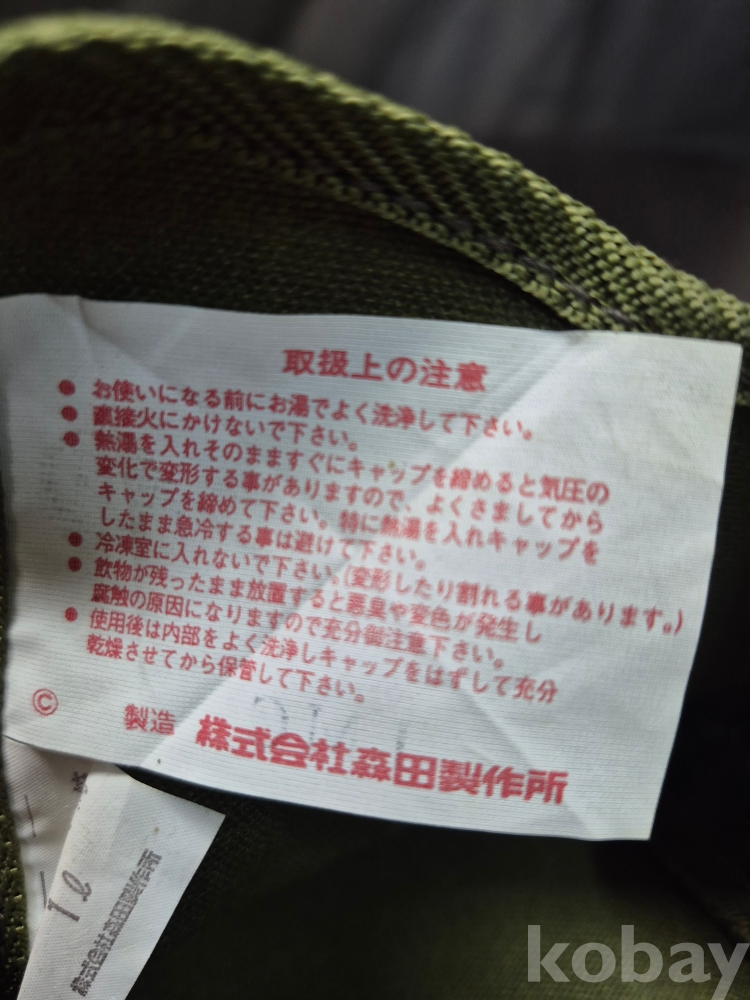 取扱上の注意
● お使いになる前にお湯でよく洗浄して下さい。
● 直接火にかけないで下さい。
● 熱湯を入れそのままますぐにキャップを締めると気圧の
変化で変形する事がありますので、よくさましてから
キャップを締めて下さい。特に熱湯を入れキャップを
したまま急冷する事は避けて下さい。
● 冷凍室に入れないで下さい。(変形したり割れる事があります。)
● 飲物が残ったまま放置すると悪臭や変色が発生し
腐触の原因になりますので充分御注意下さい。
● 使用後は内部をよく洗浄しキャップをはずして充分
乾燥させてから保管して下さい。
©
製造 株式会社森田製作所
1ℓ
株式会社森田製作所
kobay